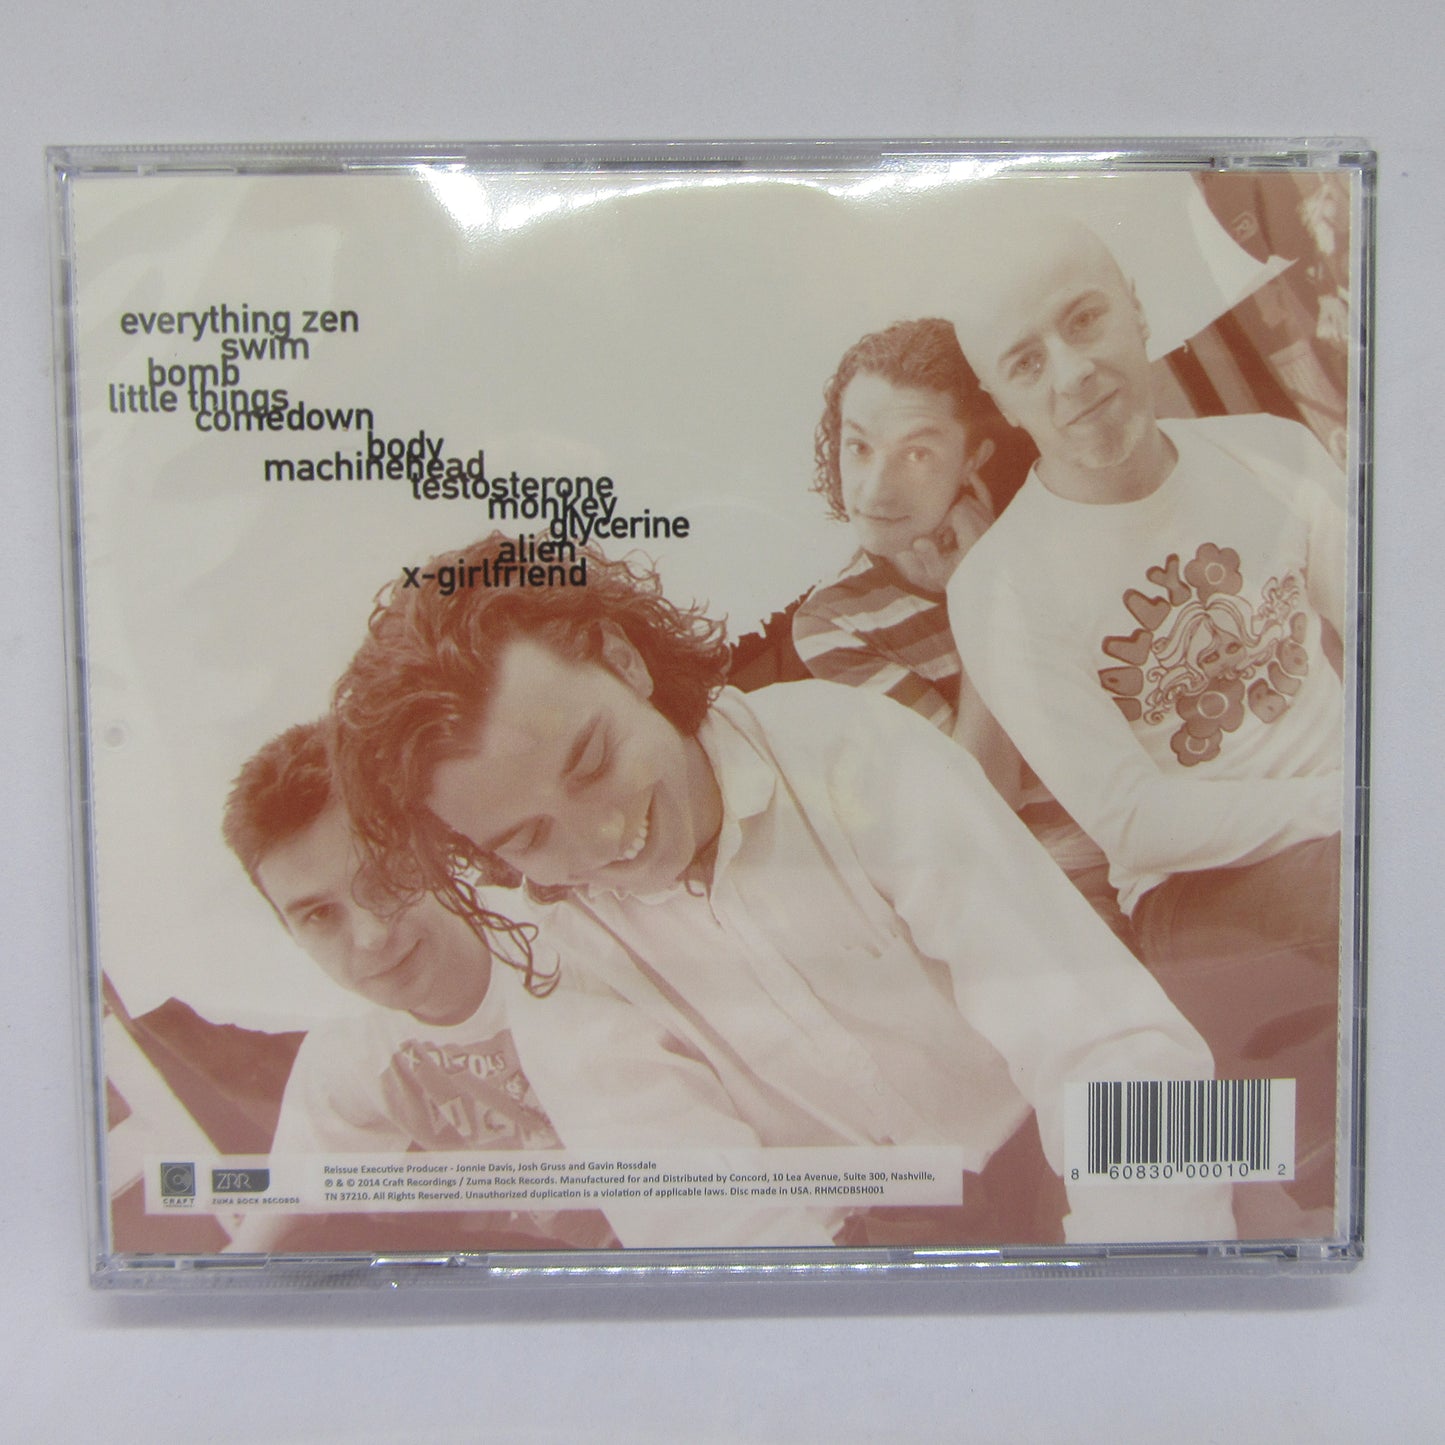 everything zen
swim
bomb
little things
comedown
body
machinehead
testosterone
monkey
glycerine
alien
x-girlfriend
CRAFT
ZRR
ZUMA ROCK RECORDS
Reissue Executive Producer - Jonnie Davis, Josh Gruss and Gavin Rossdale
℗ & © 2014 Craft Recordings / Zuma Rock Records. Manufactured for and Distributed by Concord, 10 Lea Avenue, Suite 300, Nashville,
TN 37210. All Rights Reserved. Unauthorized duplication is a violation of applicable laws. Disc made in USA. RHMCDBSH001
8 60830 00010 2